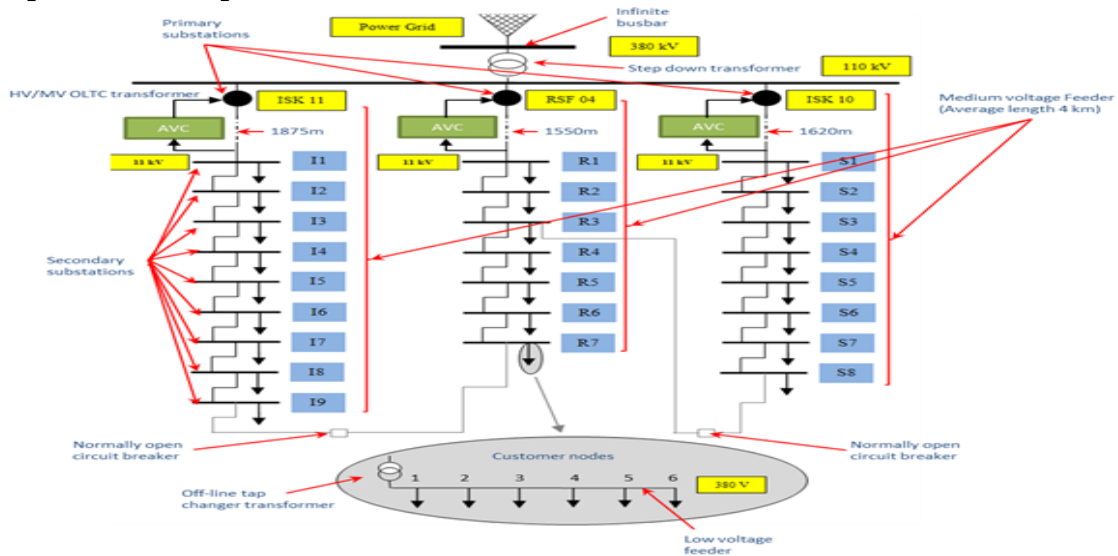 Infinite
busbar
Primary
substations
Power Grid
380 kV
Step down transformer
110 kV
HV/MV OLTC transformer
ISK 11
RSF 04
ISK 10
Medium voltage Feeder
(Average length 4 km)
AVC
1875m
AVC
1550m
AVC
1620m
11 kV
I1
11 kV
R1
11 kV
S1
I2
R2
S2
I3
R3
S3
I4
R4
S4
Secondary
substations
I5
R5
S5
I6
R6
S6
I7
R7
S7
I8
S8
I9
Normally open
circuit breaker
Normally open
circuit breaker
Customer nodes
Off-line tap
changer transformer
1 2 3 4 5 6
380 V
Low voltage
feeder